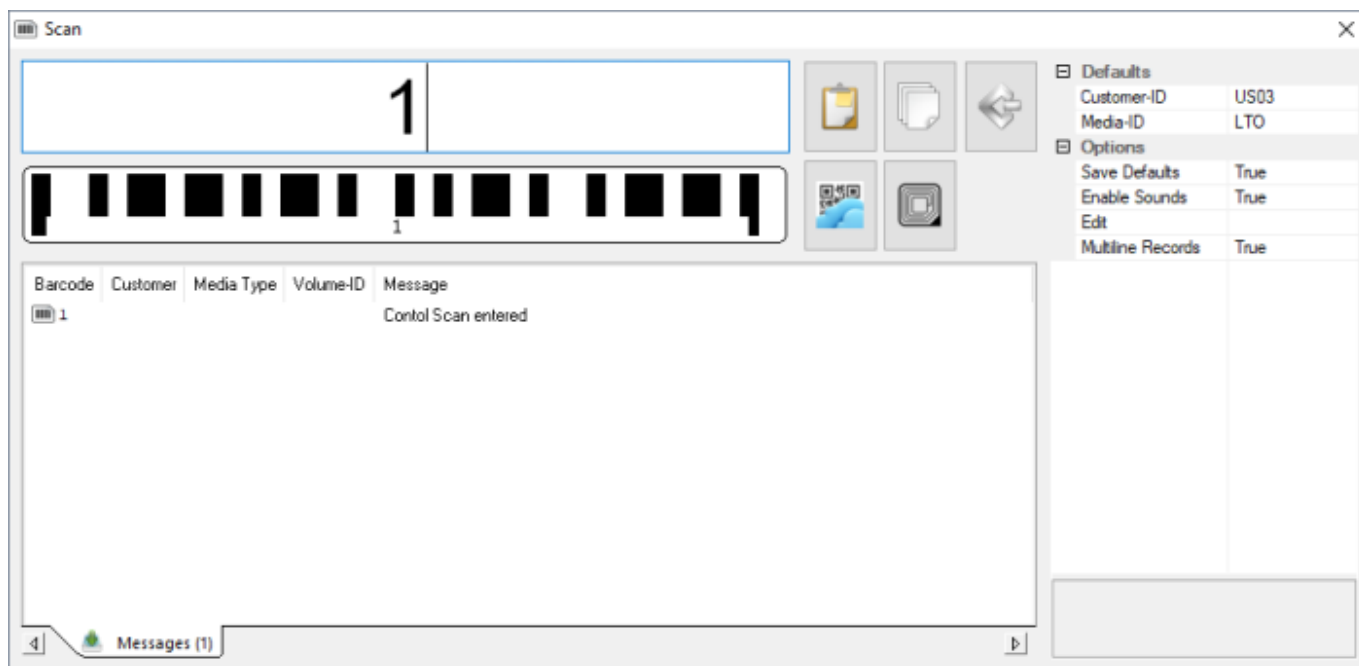 Scan
1
1
Barcode Customer Media Type Volume-ID Message
1 Contol Scan entered
Messages (1)
Defaults
Customer-ID US03
Media-ID LTO
Options
Save Defaults True
Enable Sounds True
Edit
Multiline Records True